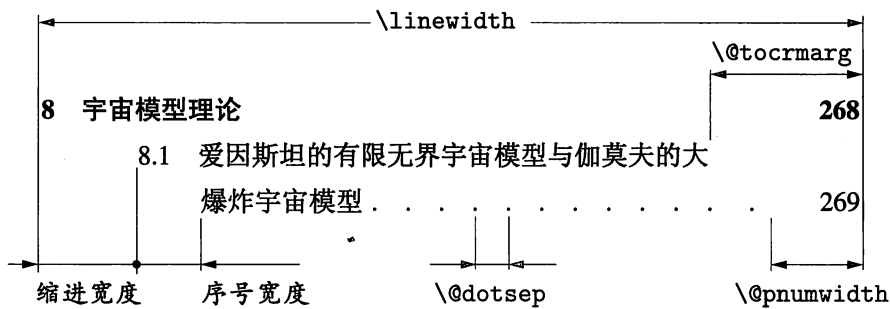 \linewidth
\@tocrmarg
8 宇宙模型理论 268
8.1 爱因斯坦的有限无界宇宙模型与伽莫夫的大
爆炸宇宙模型 . . . . . . . . . . . . . 269
缩进宽度 序号宽度 \@dotsep \@pnumwidth